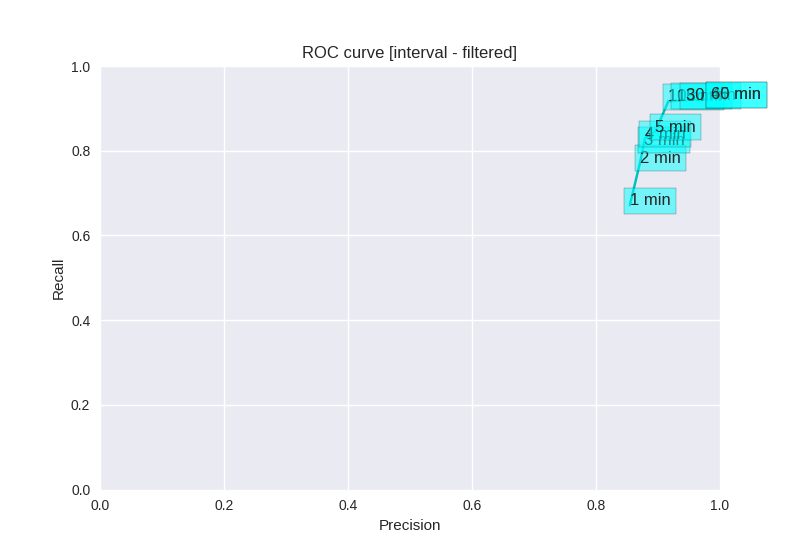 ROC curve [interval - filtered]
1.0
0.8
0.6
0.4
0.2
0.0
Recall
30
60 min
5 min
4 min
3 min
2 min
1 min
0.0
0.2
0.4
0.6
0.8
1.0
Precision